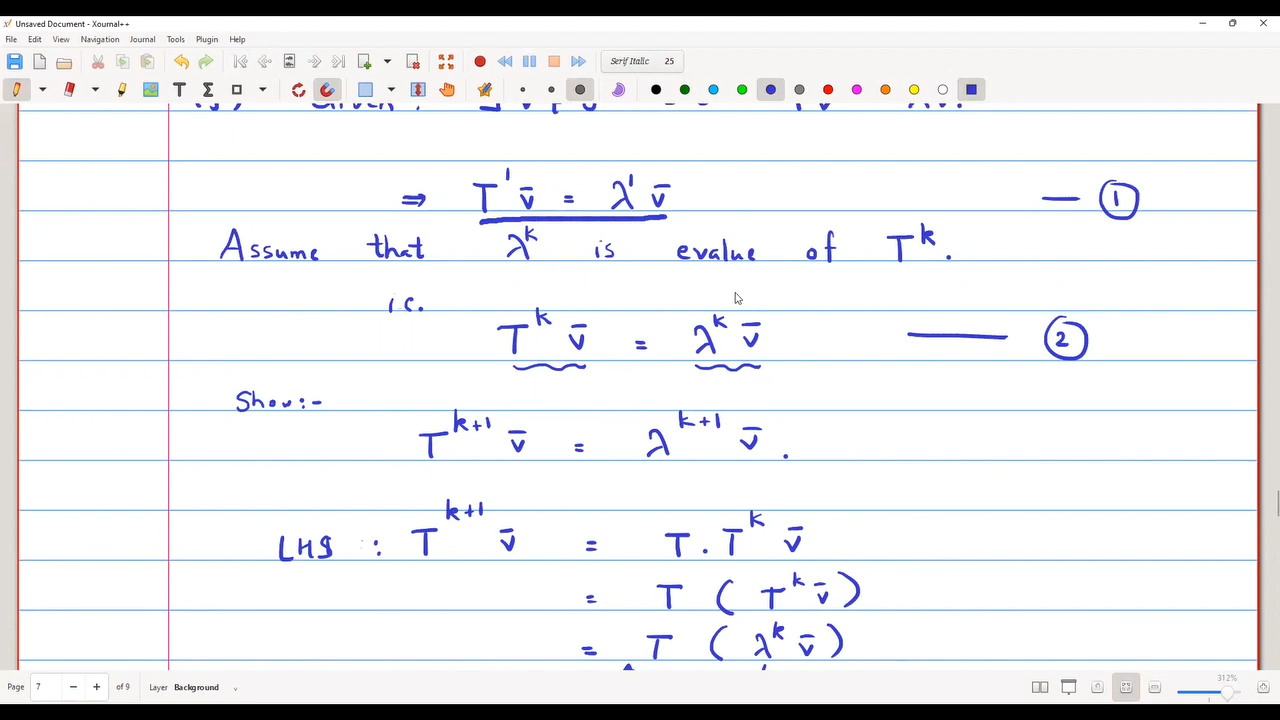 Unsaved Document - Xournal++
File Edit View Navigation Journal Tools Plugin Help
Serif Italic 25
Given :
⇒ T¹ v̄ = λ¹ v̄ — ①
Assume that λᵏ is evalue of Tᵏ.
i.e. Tᵏ v̄ = λᵏ v̄ — ②
Show:-
Tᵏ⁺¹ v̄ = λᵏ⁺¹ v̄.
LHS : Tᵏ⁺¹ v̄ = T . Tᵏ v̄
= T ( Tᵏ v̄ )
= T ( λᵏ v̄ )
Page 7 of 9 Layer Background 312%